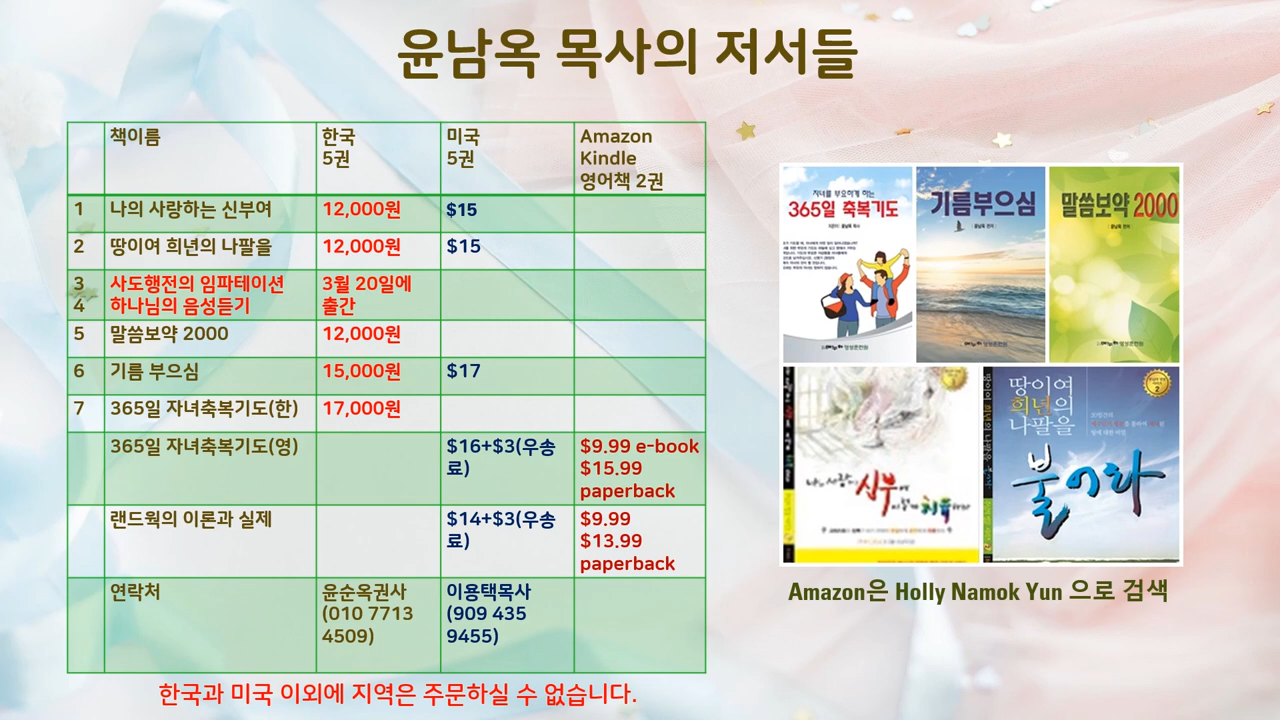 윤남옥 목사의 저서들
책이름
한국
5권
미국
5권
Amazon
Kindle
영어책 2권
1 나의 사랑하는 신부여 12,000원 $15
2 땅이여 희년의 나팔을 12,000원 $15
3 사도행전의 임파테이션 3월 20일에
4 하나님의 음성듣기 출간
5 말씀보약 2000 12,000원
6 기름 부으심 15,000원 $17
7 365일 자녀축복기도(한) 17,000원
365일 자녀축복기도(영)
$16+$3(우송
료)
$9.99 e-book
$15.99
paperback
랜드웍의 이론과 실제
$14+$3(우송
료)
$9.99
$13.99
paperback
연락처
윤순옥권사
(010 7713
4509)
이용택목사
(909 435
9455)
한국과 미국 이외에 지역은 주문하실 수 없습니다.
자녀를 부요하게 하는
365일 축복기도
기름부으심
말씀보약 2000
신부
땅이여
희년의
나팔을
불어라
Amazon은 Holly Namok Yun 으로 검색